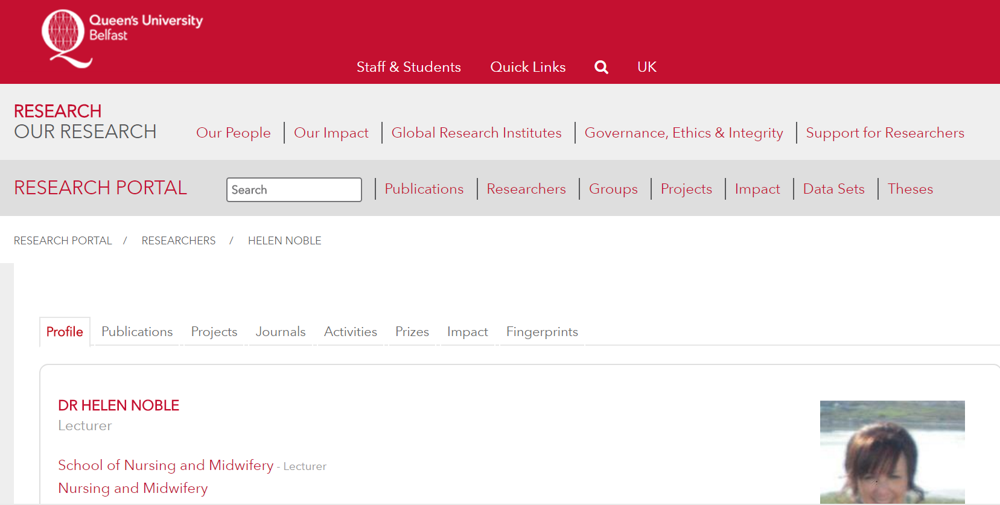 Queen's University
Belfast
Staff & Students Quick Links UK
RESEARCH
OUR RESEARCH
Our People Our Impact Global Research Institutes Governance, Ethics & Integrity Support for Researchers
RESEARCH PORTAL Search Publications Researchers Groups Projects Impact Data Sets Theses
RESEARCH PORTAL / RESEARCHERS / HELEN NOBLE
Profile Publications Projects Journals Activities Prizes Impact Fingerprints
DR HELEN NOBLE
Lecturer
School of Nursing and Midwifery - Lecturer
Nursing and Midwifery